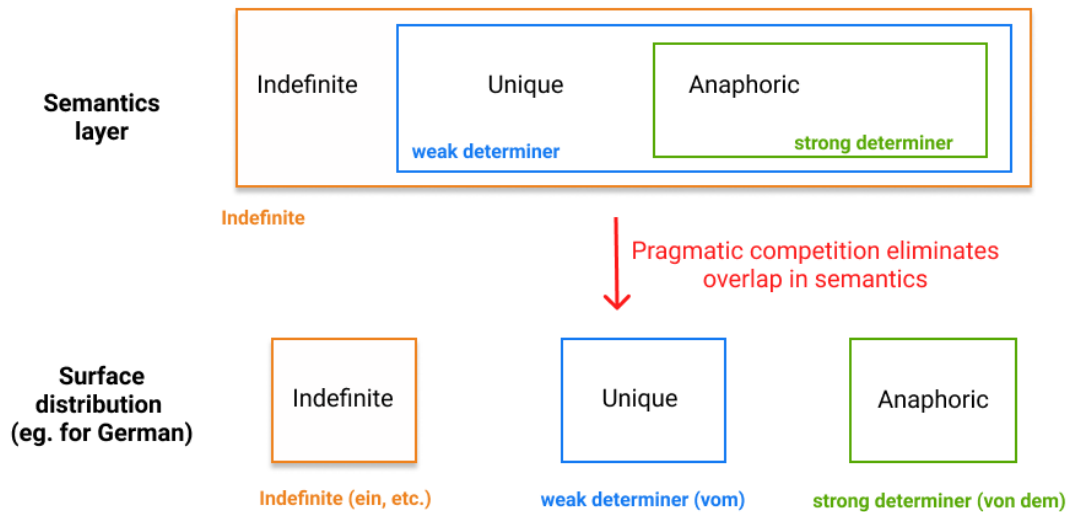 Semantics
layer
Indefinite
Unique
Anaphoric
weak determiner
strong determiner
Indefinite
Pragmatic competition eliminates
overlap in semantics
Surface
distribution
(eg. for German)
Indefinite
Unique
Anaphoric
Indefinite (ein, etc.)
weak determiner (vom)
strong determiner (von dem)